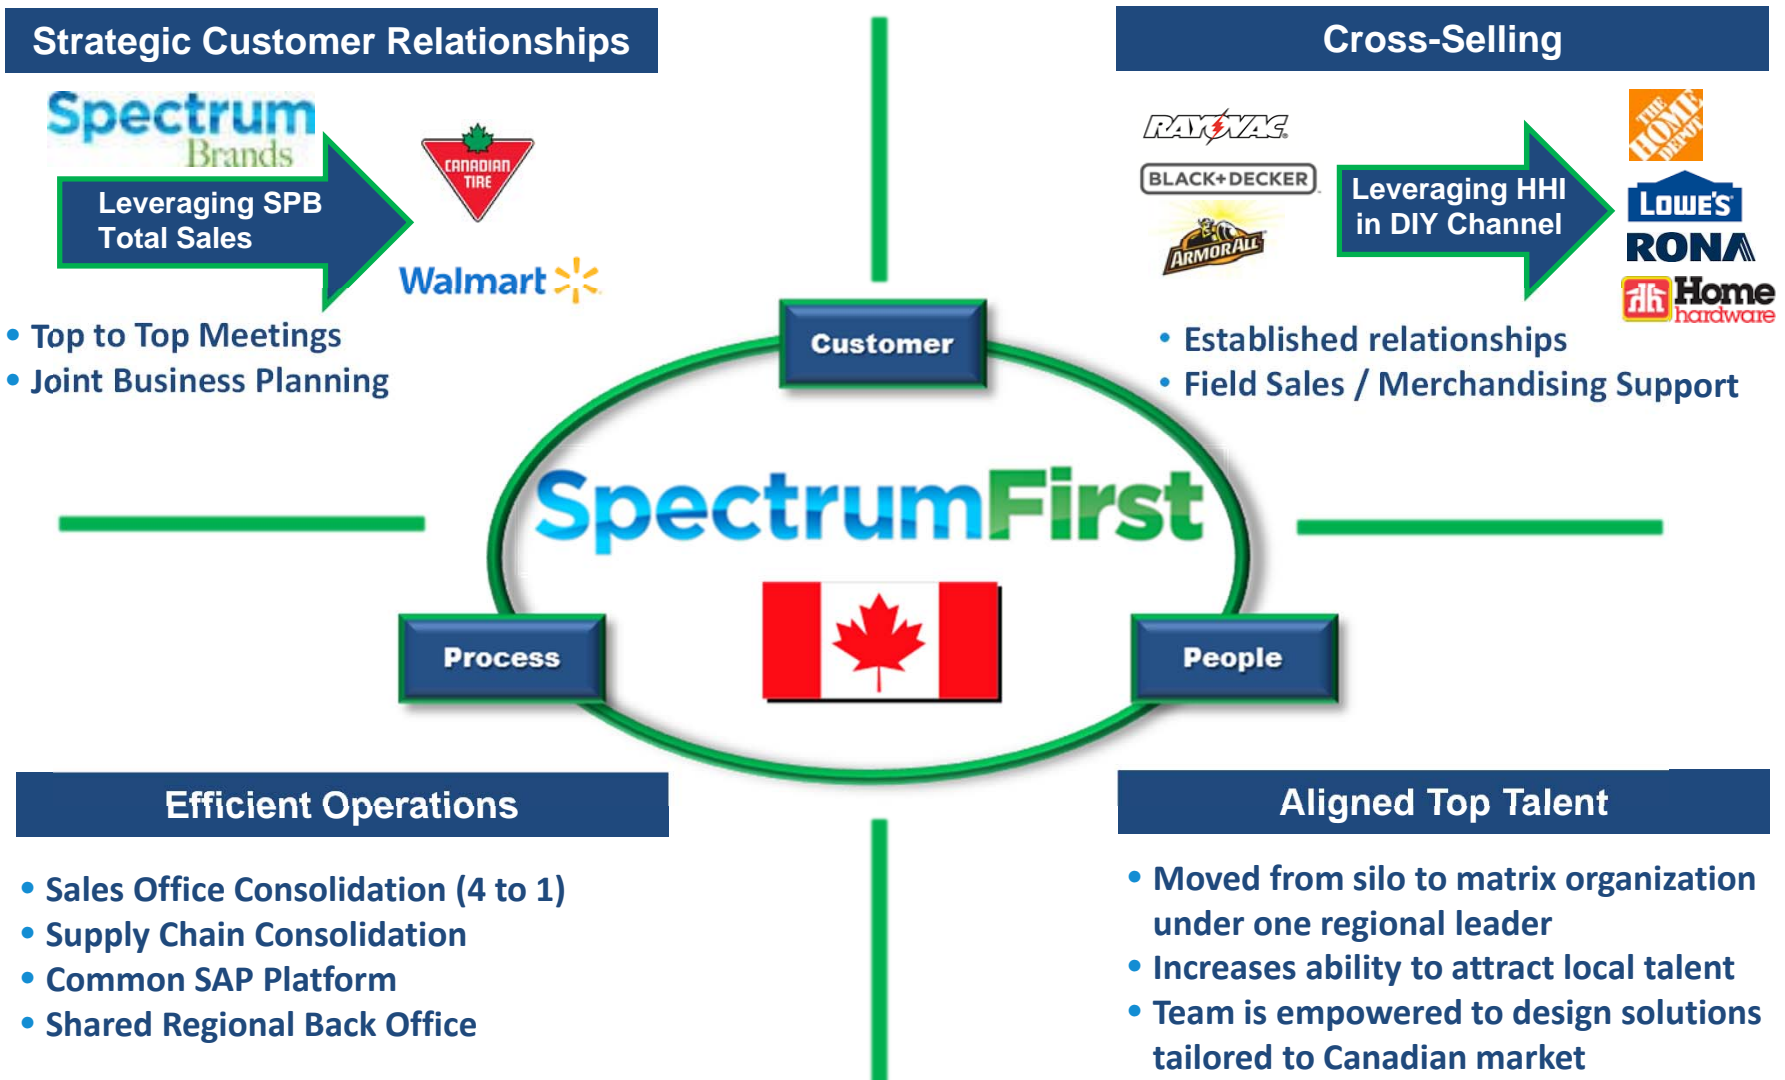 Strategic Customer Relationships
Spectrum
Brands
Leveraging SPB
Total Sales
CANADIAN
TIRE
Walmart
• Top to Top Meetings
• Joint Business Planning
Cross-Selling
RAYOVAC
BLACK+DECKER
ARMORALL
Leveraging HHI
in DIY Channel
THE
HOME
DEPOT
LOWE'S
RONA
Home
hardware
• Established relationships
• Field Sales / Merchandising Support
Customer
SpectrumFirst
Process
People
Efficient Operations
• Sales Office Consolidation (4 to 1)
• Supply Chain Consolidation
• Common SAP Platform
• Shared Regional Back Office
Aligned Top Talent
• Moved from silo to matrix organization
under one regional leader
• Increases ability to attract local talent
• Team is empowered to design solutions
tailored to Canadian market